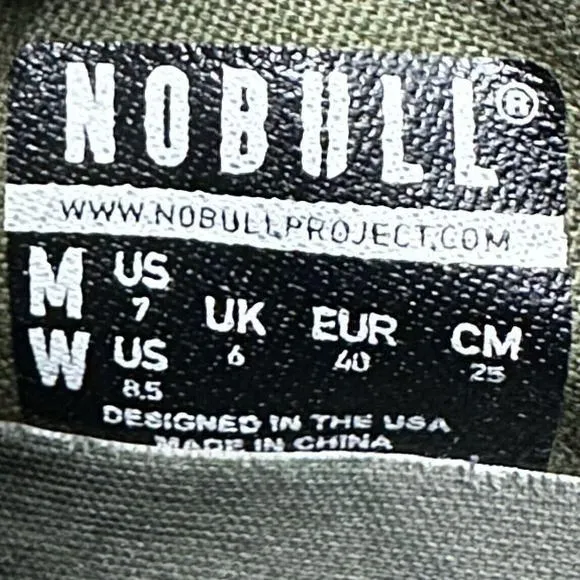 NOBULL®
WWW.NOBULLPROJECT.COM
M US 7 UK 6 EUR 40 CM 25
W US 8.5
DESIGNED IN THE USA
MADE IN CHINA